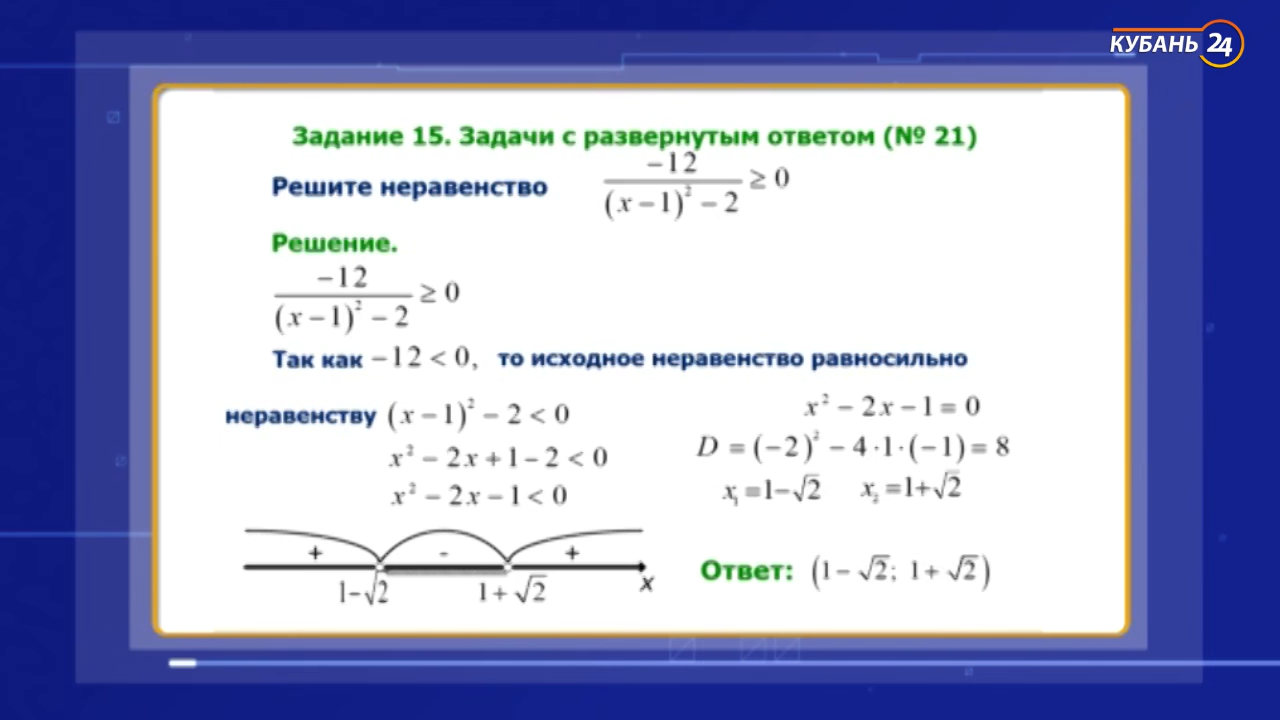 КУБАНЬ 24
Задание 15. Задачи с развернутым ответом (№ 21)
Решите неравенство −12 / ((x − 1)² − 2) ≥ 0
Решение.
−12 / ((x − 1)² − 2) ≥ 0
Так как −12 < 0, то исходное неравенство равносильно
неравенству (x − 1)² − 2 < 0
x² − 2x + 1 − 2 < 0
x² − 2x − 1 < 0
x² − 2x − 1 = 0
D = (−2)² − 4·1·(−1) = 8
x₁ = 1−√2 x₂ = 1+√2
+ - +
1−√2 1+√2 x
Ответ: (1− √2; 1+ √2)